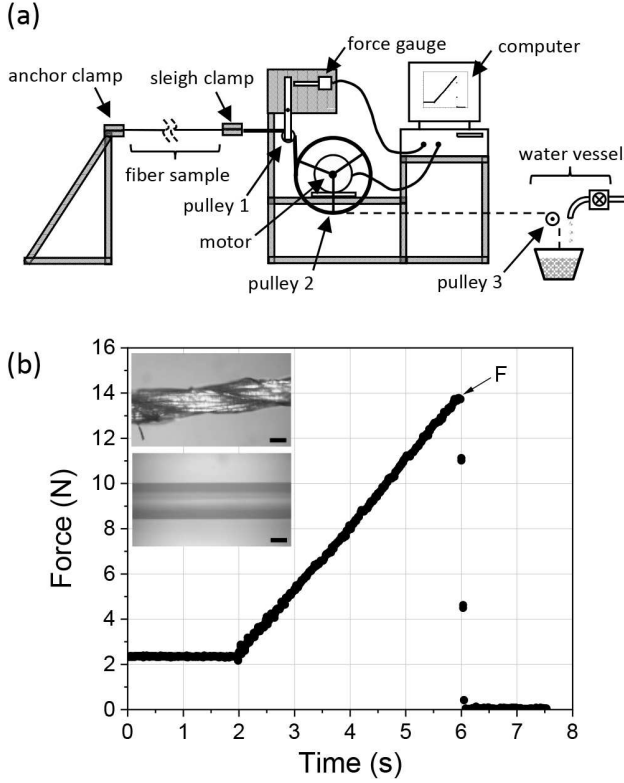 (a)
force gauge
computer
anchor clamp
sleigh clamp
water vessel
fiber sample
pulley 1
motor
pulley 2
pulley 3
(b)
16
14
12
10
8
6
4
2
0
F
Force (N)
0 1 2 3 4 5 6 7 8
Time (s)